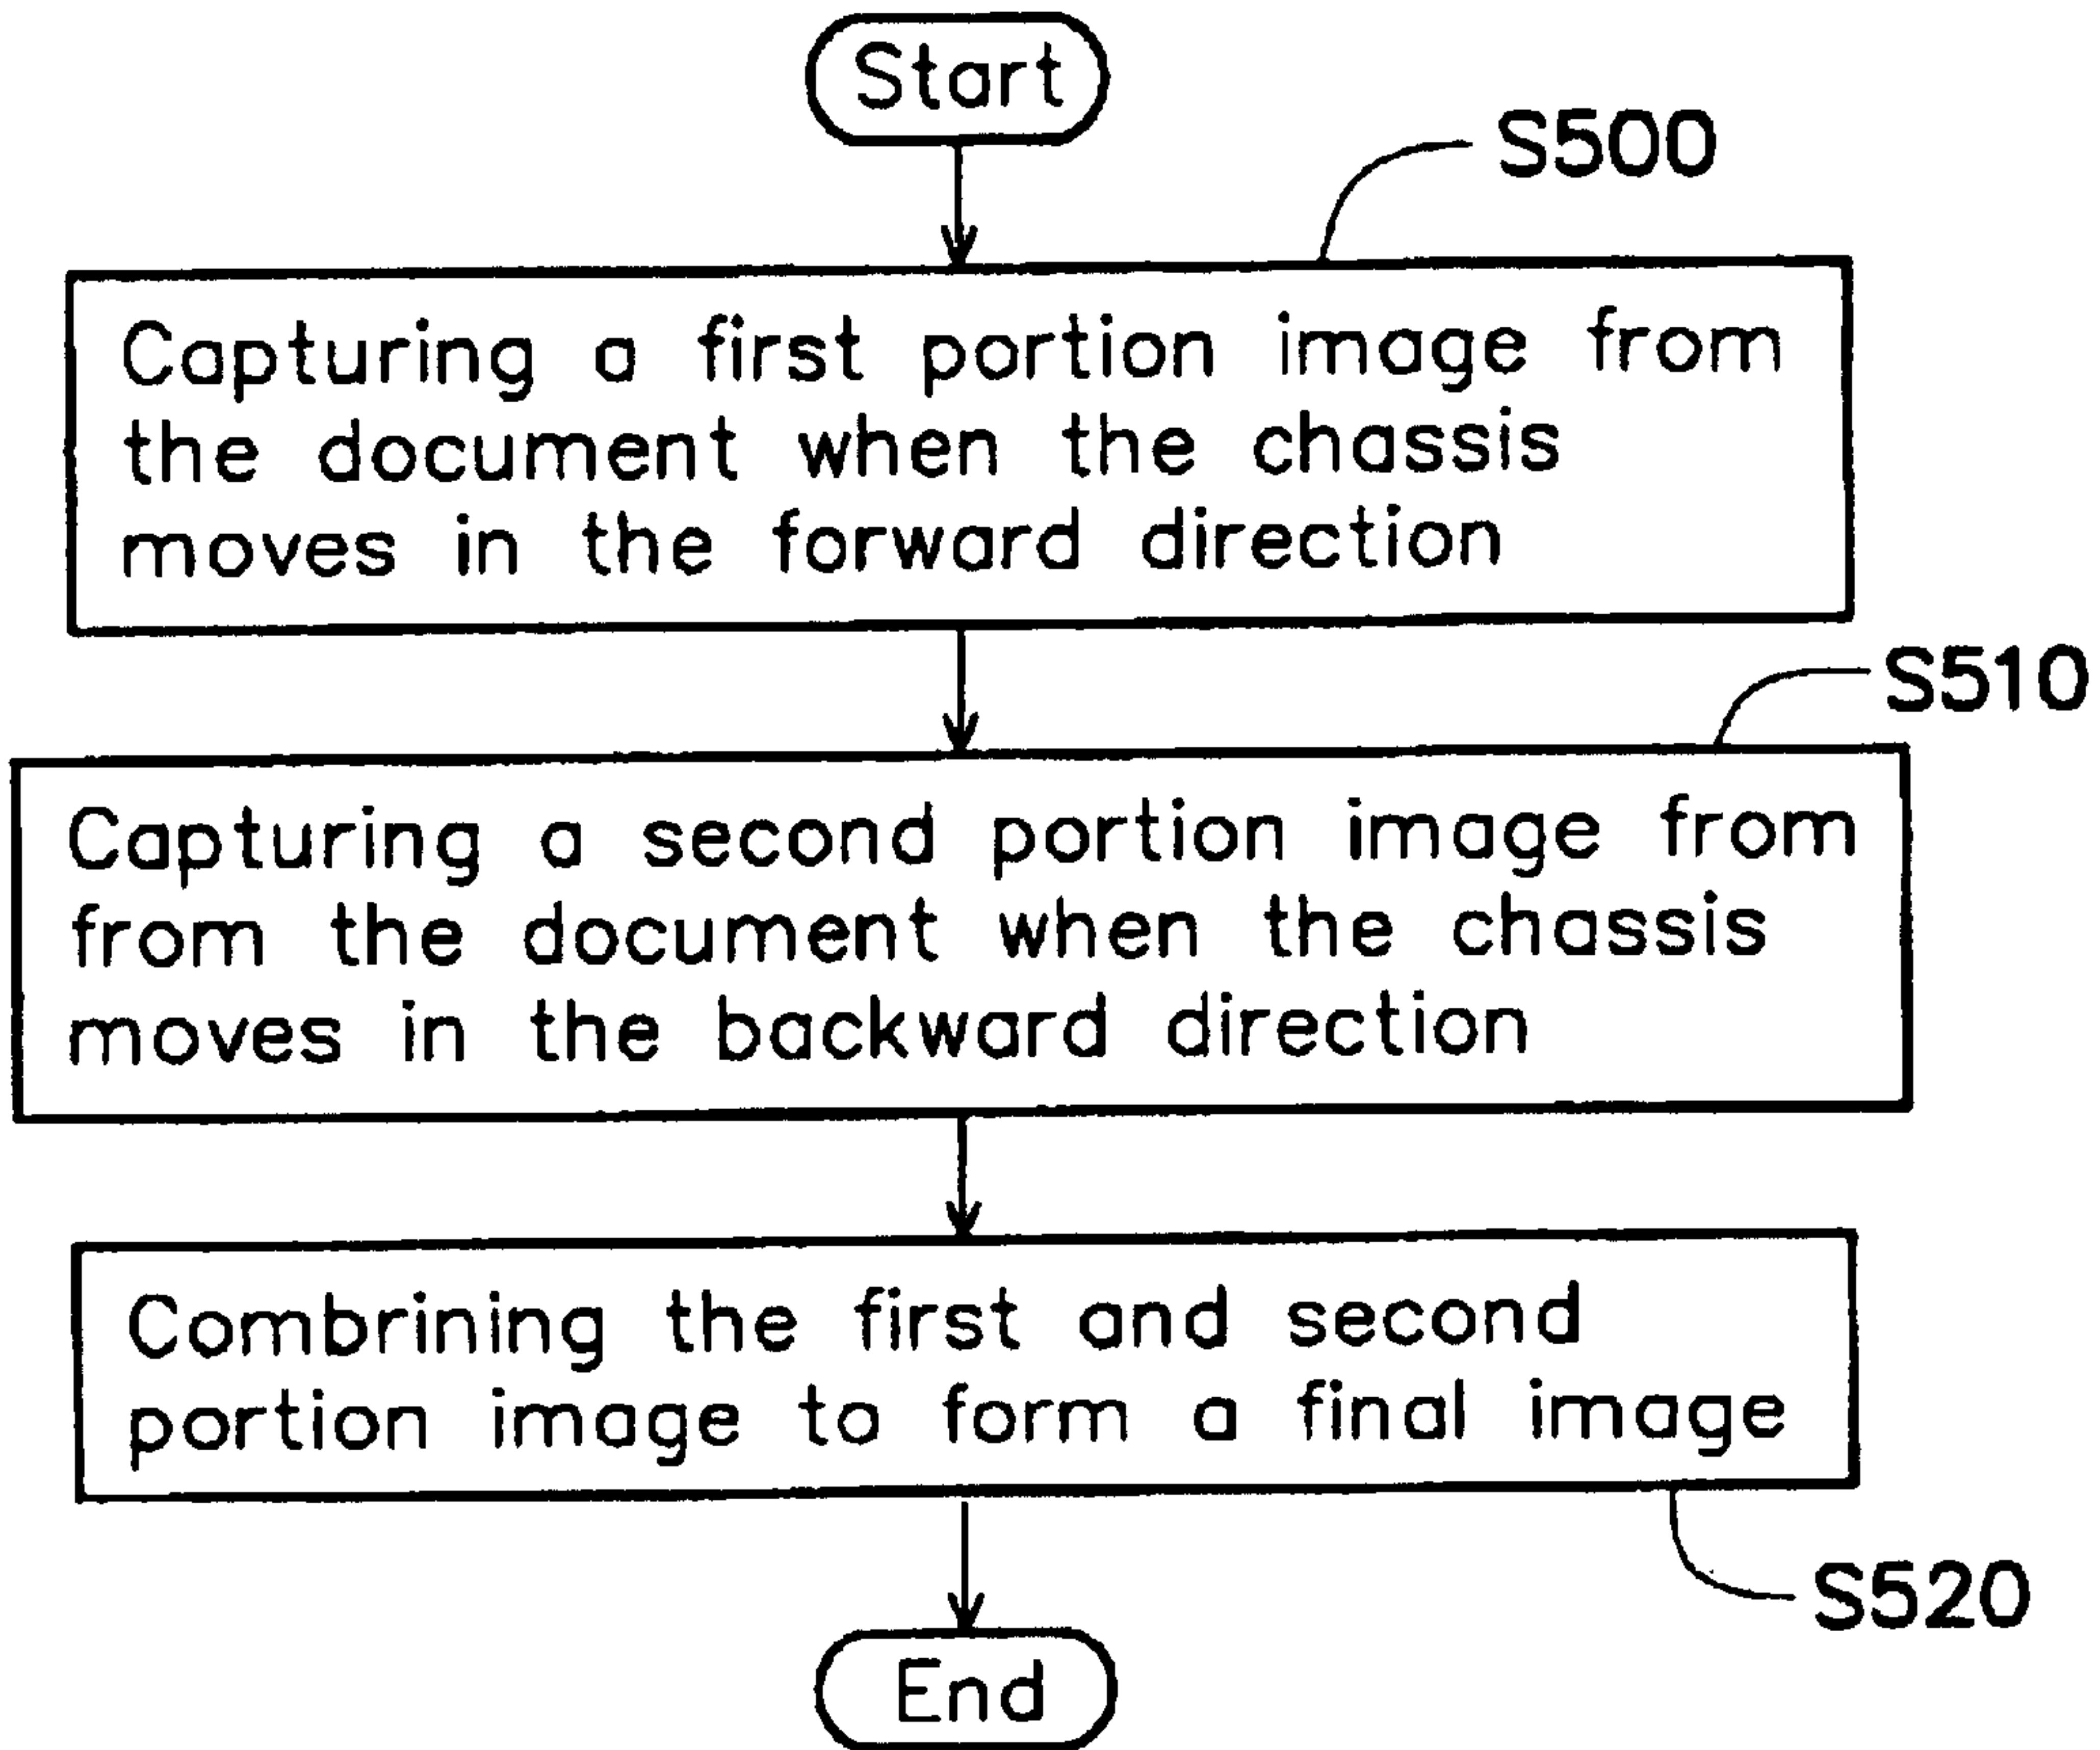 Start
S500
Capturing a first portion image from
the document when the chassis
moves in the forward direction
S510
Capturing a second portion image from
from the document when the chassis
moves in the backward direction
Combrining the first and second
portion image to form a final image
S520
End